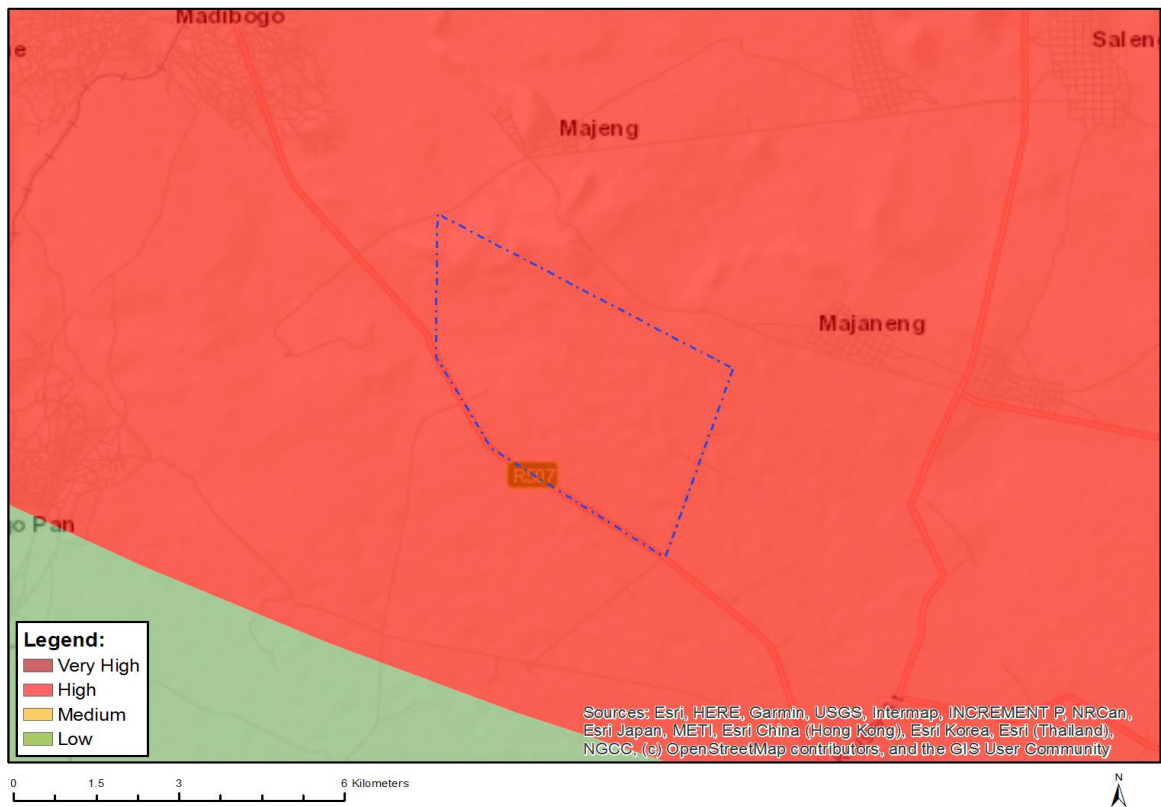 Madibogo
Majeng
Majaneng
R507
Pan
Legend:
Very High
High
Medium
Low
Sources: Esri, HERE, Garmin, USGS, Intermap, INCREMENT P, NRCan,
Esri Japan, METI, Esri China (Hong Kong), Esri Korea, Esri (Thailand),
NGCC, (c) OpenStreetMap contributors, and the GIS User Community
0 1.5 3 6 Kilometers
N